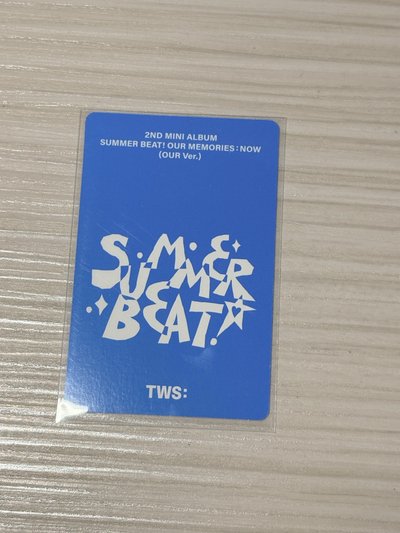 2ND MINI ALBUM
SUMMER BEAT! OUR MEMORIES : NOW
(OUR Ver.)
SUMMER
BEAT!
TWS: